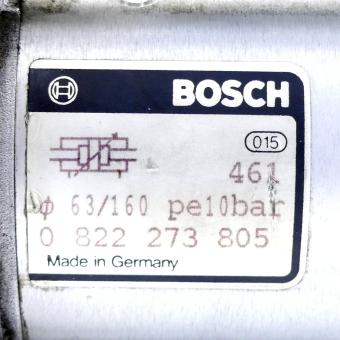 BOSCH
015
461
ϕ 63/160 pe10bar
0 822 273 805
Made in Germany